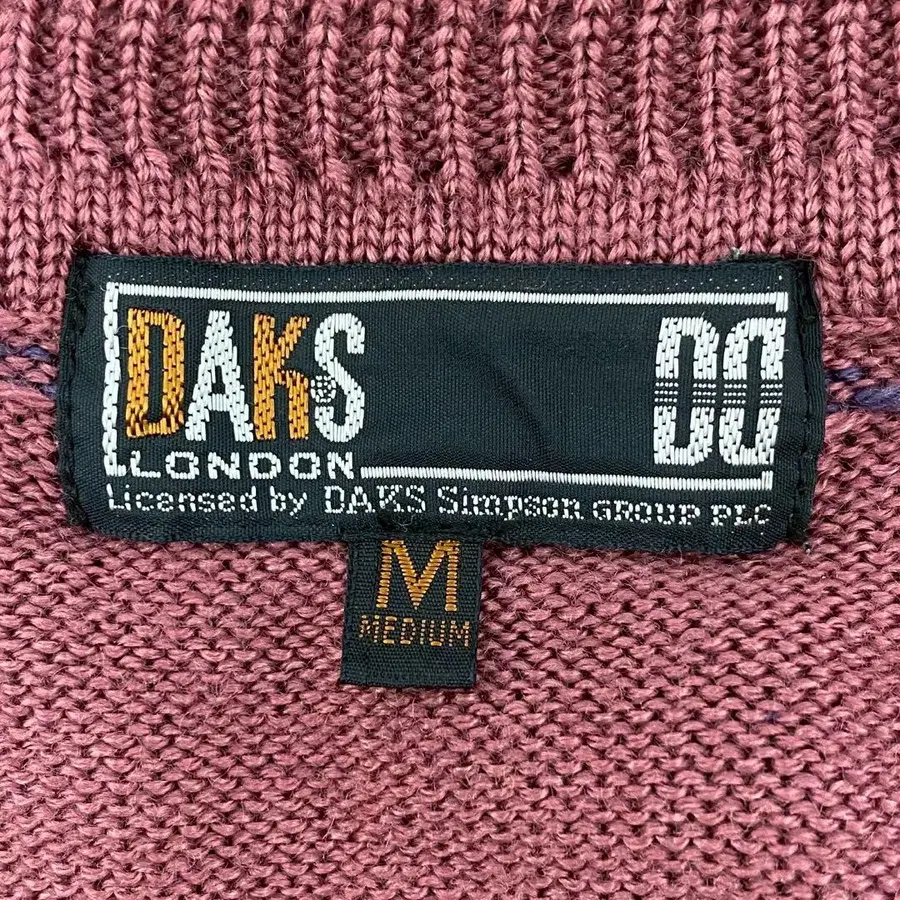 DAKS DD
LONDON
Licensed by DAKS Simpson GROUP PLC
M
MEDIUM